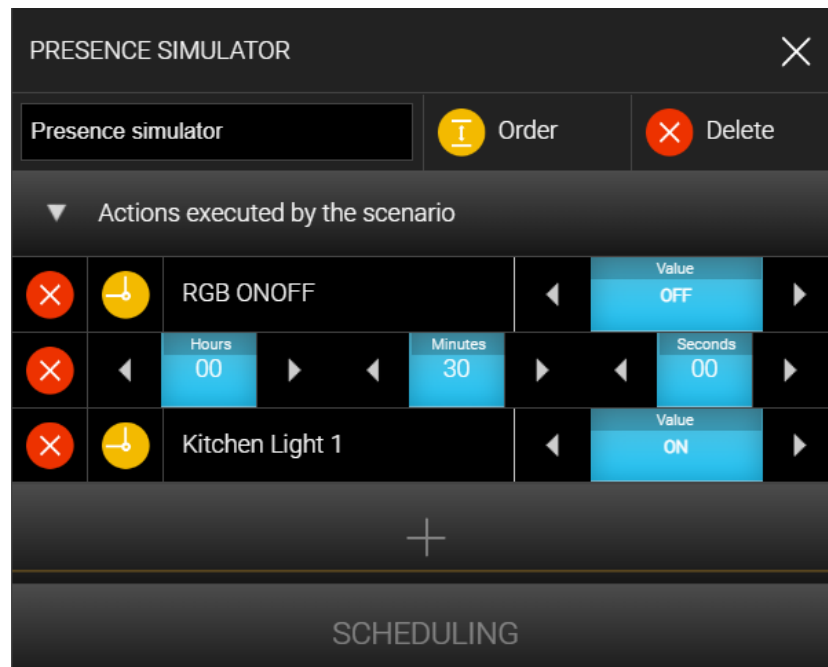 PRESENCE SIMULATOR
Presence simulator
Order
Delete
Actions executed by the scenario
RGB ONOFF
Value
OFF
Hours
Minutes
Seconds
00
30
00
Kitchen Light 1
Value
ON
SCHEDULING